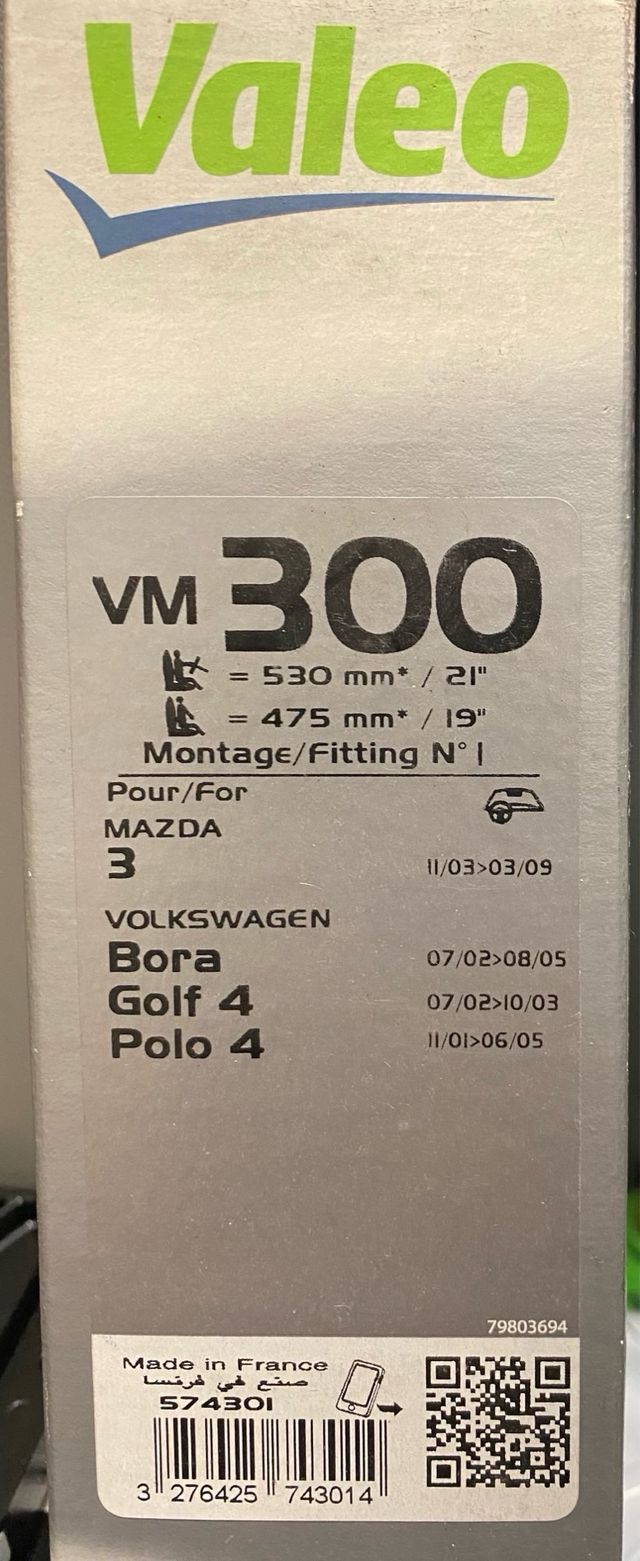 Valeo
VM 300
= 530 mm* / 21"
= 475 mm* / 19"
Montage/Fitting N° 1
Pour/For
MAZDA
3 11/03>03/09
VOLKSWAGEN
Bora 07/02>08/05
Golf 4 07/02>10/03
Polo 4 11/01>06/05
79803694
Made in France
صنع في فرنسا
574301
3 276425 743014